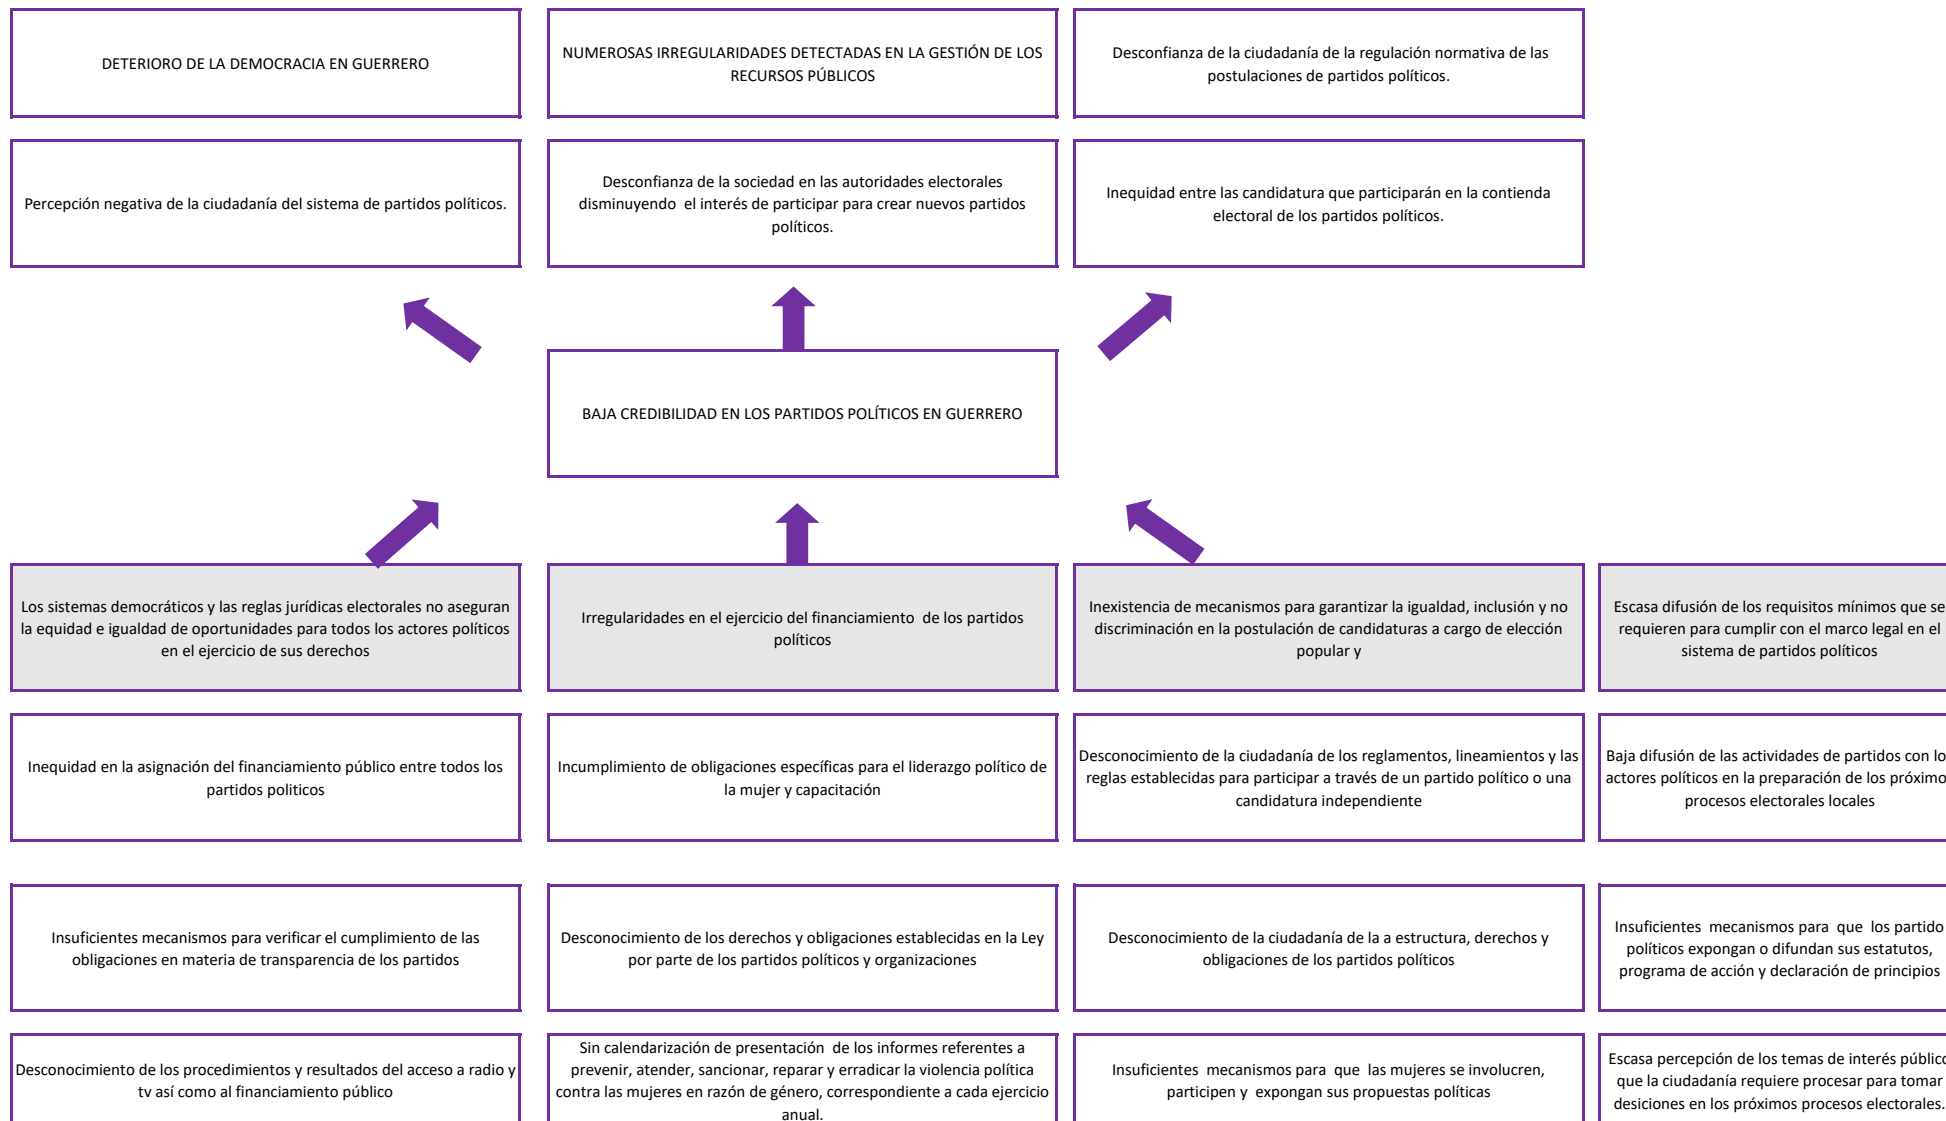 DETERIORO DE LA DEMOCRACIA EN GUERRERO
NUMEROSAS IRREGULARIDADES DETECTADAS EN LA GESTIÓN DE LOS
RECURSOS PÚBLICOS
Desconfianza de la ciudadanía de la regulación normativa de las
postulaciones de partidos políticos.
Percepción negativa de la ciudadanía del sistema de partidos políticos.
Desconfianza de la sociedad en las autoridades electorales
disminuyendo el interés de participar para crear nuevos partidos
políticos.
Inequidad entre las candidatura que participarán en la contienda
electoral de los partidos políticos.
BAJA CREDIBILIDAD EN LOS PARTIDOS POLÍTICOS EN GUERRERO
Los sistemas democráticos y las reglas jurídicas electorales no aseguran
la equidad e igualdad de oportunidades para todos los actores políticos
en el ejercicio de sus derechos
Irregularidades en el ejercicio del financiamiento de los partidos
políticos
Inexistencia de mecanismos para garantizar la igualdad, inclusión y no
discriminación en la postulación de candidaturas a cargo de elección
popular y
Escasa difusión de los requisitos mínimos que se
requieren para cumplir con el marco legal en el
sistema de partidos políticos
Inequidad en la asignación del financiamiento público entre todos los
partidos politicos
Incumplimiento de obligaciones específicas para el liderazgo político de
la mujer y capacitación
Desconocimiento de la ciudadanía de los reglamentos, lineamientos y las
reglas establecidas para participar a través de un partido político o una
candidatura independiente
Baja difusión de las actividades de partidos con lo
actores políticos en la preparación de los próximo
procesos electorales locales
Insuficientes mecanismos para verificar el cumplimiento de las
obligaciones en materia de transparencia de los partidos
Desconocimiento de los derechos y obligaciones establecidas en la Ley
por parte de los partidos políticos y organizaciones
Desconocimiento de la ciudadanía de la a estructura, derechos y
obligaciones de los partidos políticos
Insuficientes mecanismos para que los partido
políticos expongan o difundan sus estatutos,
programa de acción y declaración de principios
Desconocimiento de los procedimientos y resultados del acceso a radio y
tv así como al financiamiento público
Sin calendarización de presentación de los informes referentes a
prevenir, atender, sancionar, reparar y erradicar la violencia política
contra las mujeres en razón de género, correspondiente a cada ejercicio
anual.
Insuficientes mecanismos para que las mujeres se involucren,
participen y expongan sus propuestas políticas
Escasa percepción de los temas de interés público
que la ciudadanía requiere procesar para tomar
desiciones en los próximos procesos electorales.